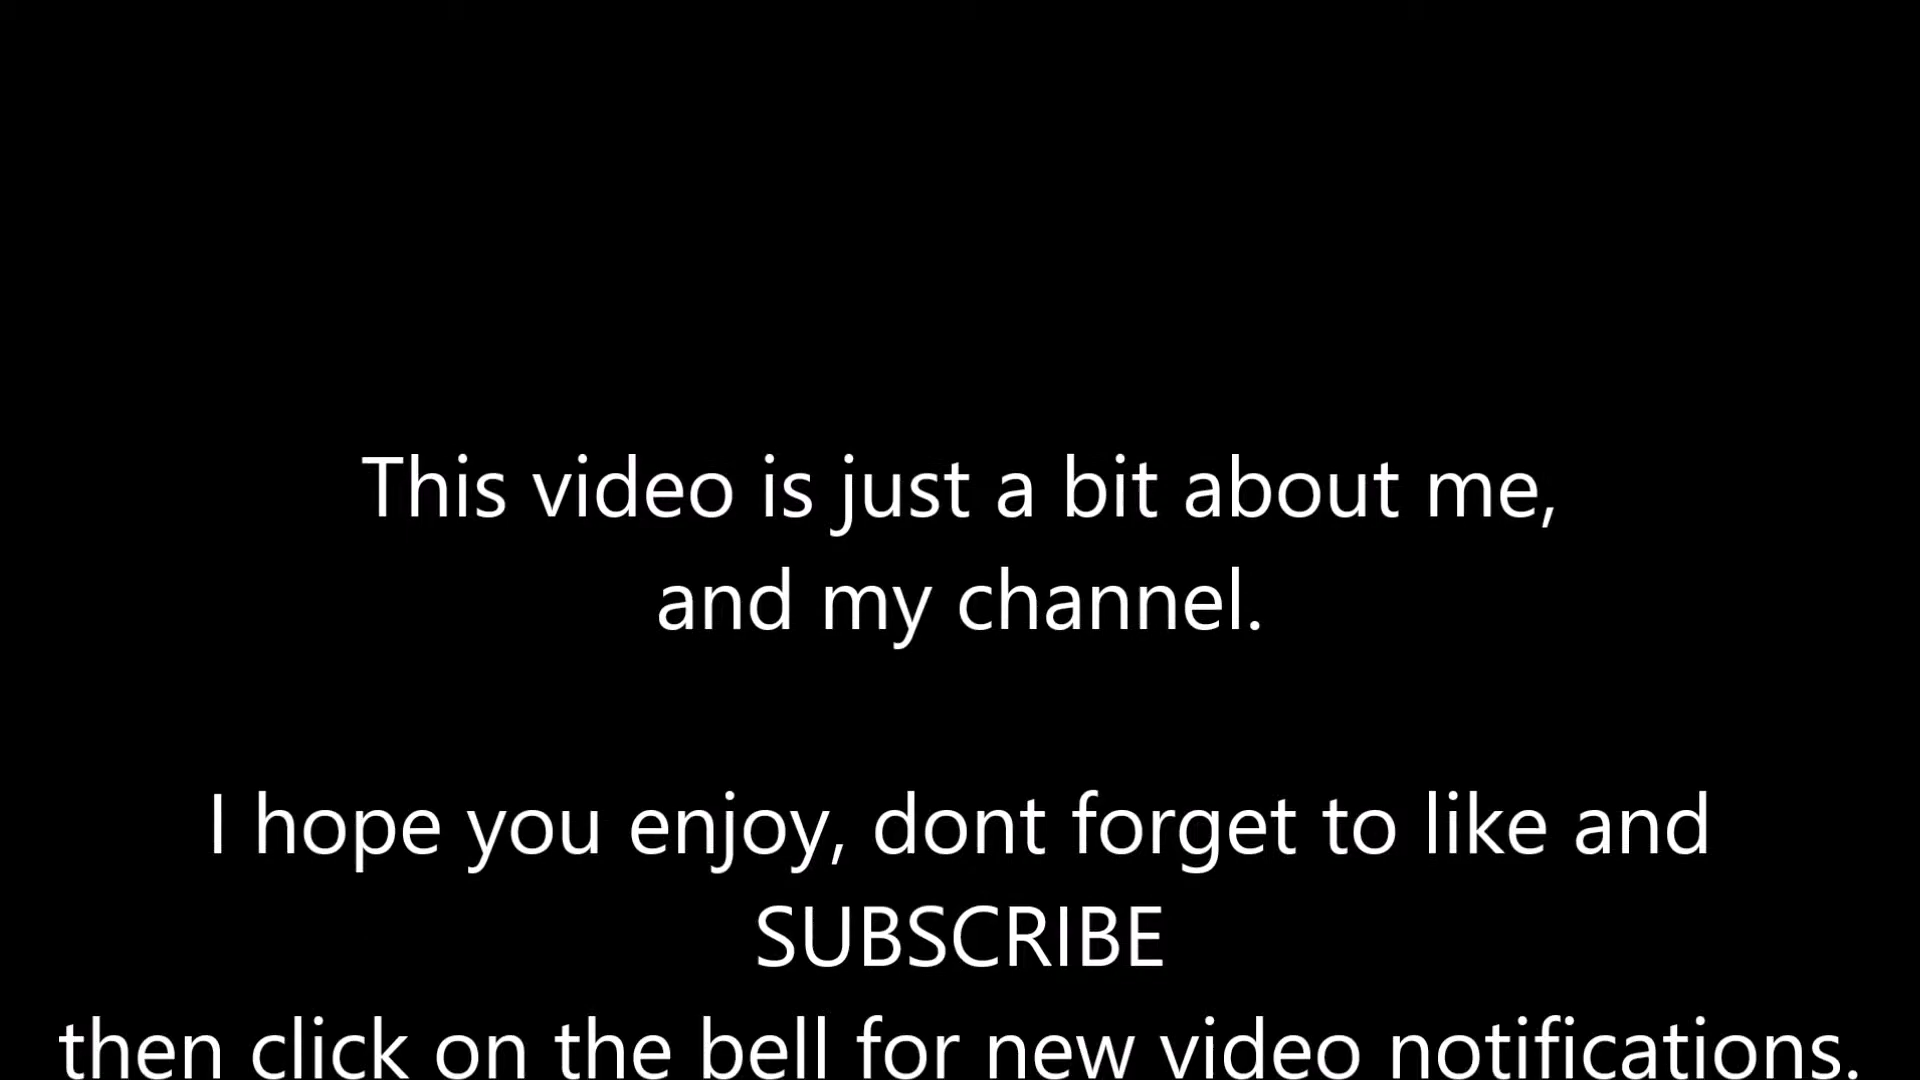 This video is just a bit about me,
and my channel.
I hope you enjoy, dont forget to like and
SUBSCRIBE
then click on the bell for new video notifications.